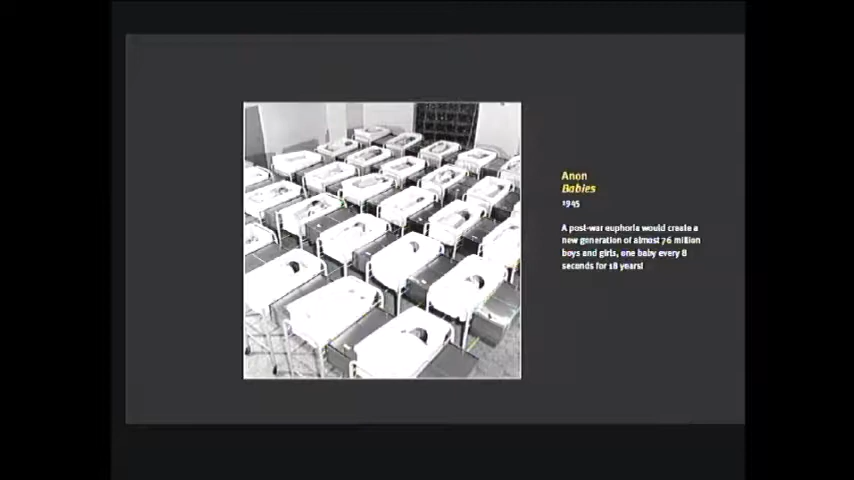 Anon
Babies
1945
A post-war euphoria would create a
new generation of almost 76 million
boys and girls, one baby every 8
seconds for 18 years!